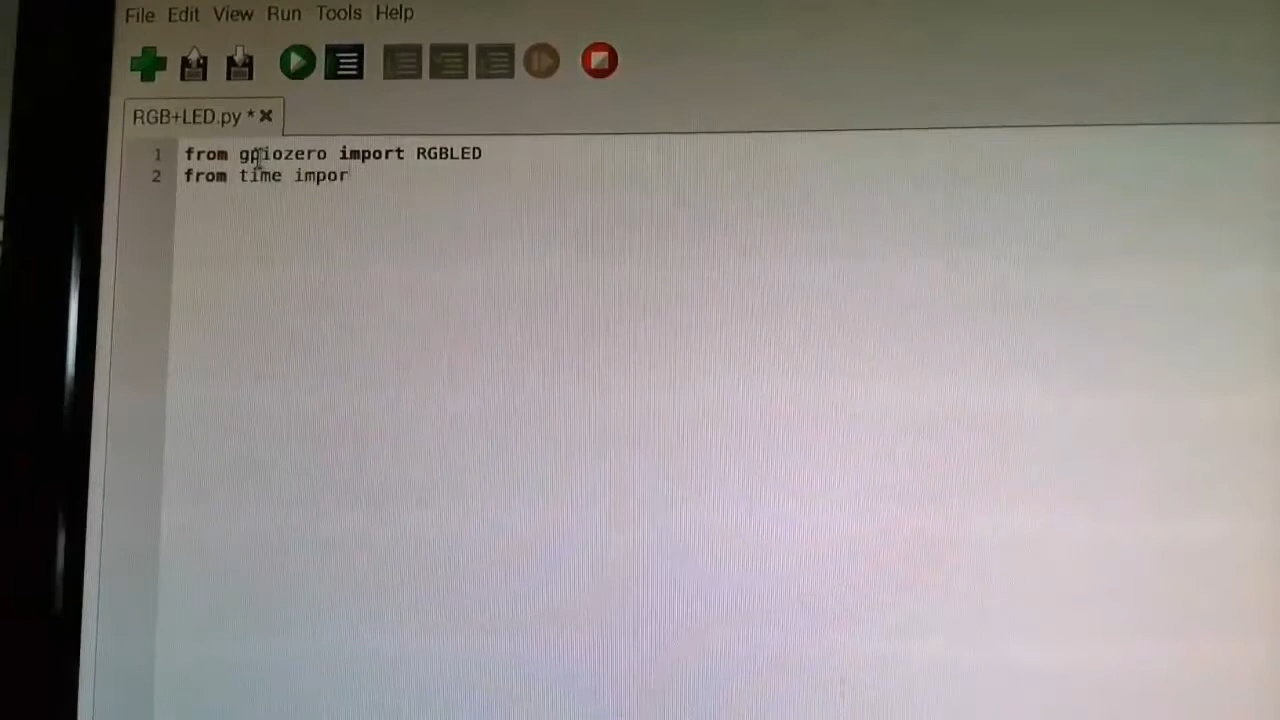 File Edit View Run Tools Help
RGB+LED.py *
1 from gpiozero import RGBLED
2 from time impor